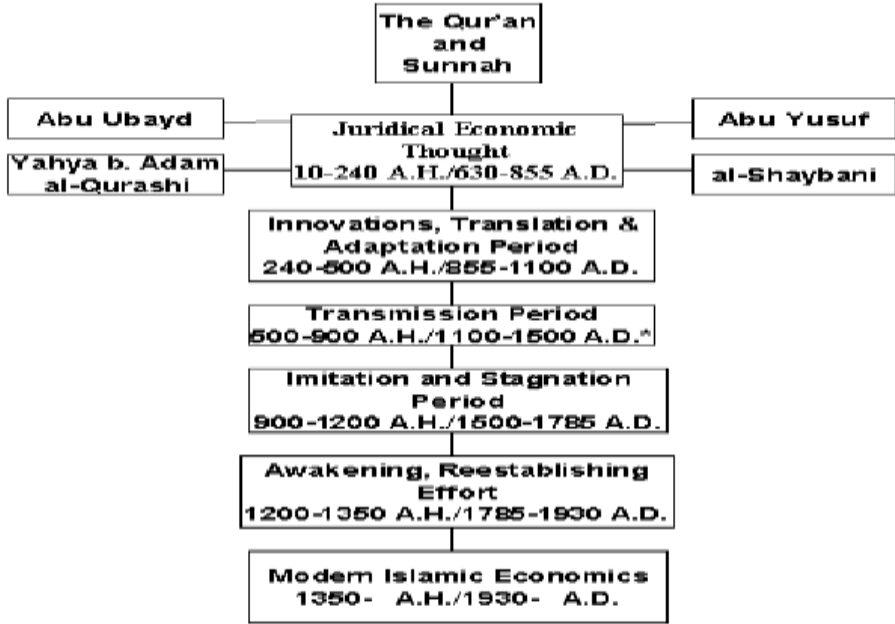 The Qur'an
and
Sunnah
Abu Ubayd
Abu Yusuf
Juridical Economic
Thought
10-240 A.H./630-855 A.D.
Yahya b. Adam
al-Qurashi
al-Shaybani
Innovations, Translation &
Adaptation Period
240-500 A.H./855-1100 A.D.
Transmission Period
500-900 A.H./1100-1500 A.D.*
Imitation and Stagnation
Period
900-1200 A.H./1500-1785 A.D.
Awakening, Reestablishing
Effort
1200-1350 A.H./1785-1930 A.D.
Modern Islamic Economics
1350- A.H./1930- A.D.